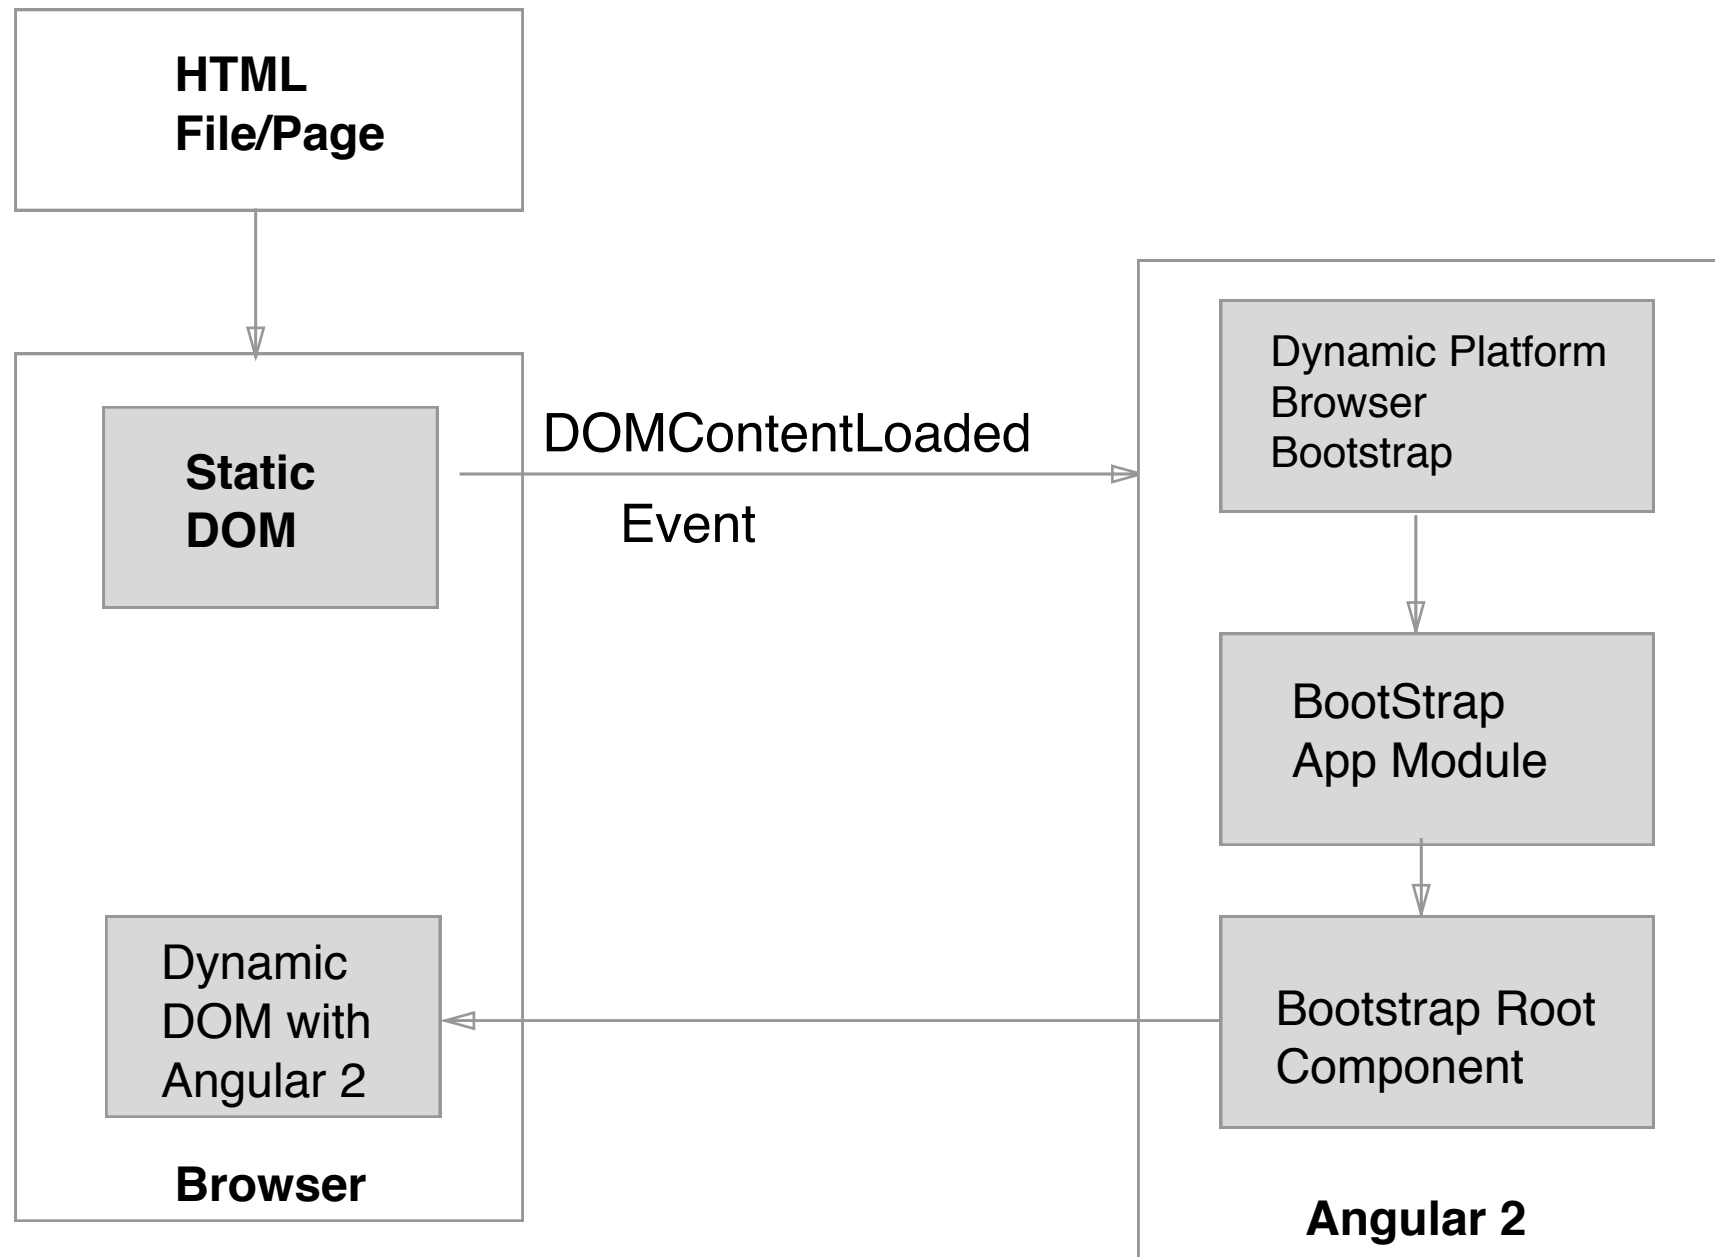 HTML
File/Page
Static
DOM
DOMContentLoaded
Event
Dynamic Platform
Browser
Bootstrap
BootStrap
App Module
Bootstrap Root
Component
Dynamic
DOM with
Angular 2
Browser
Angular 2